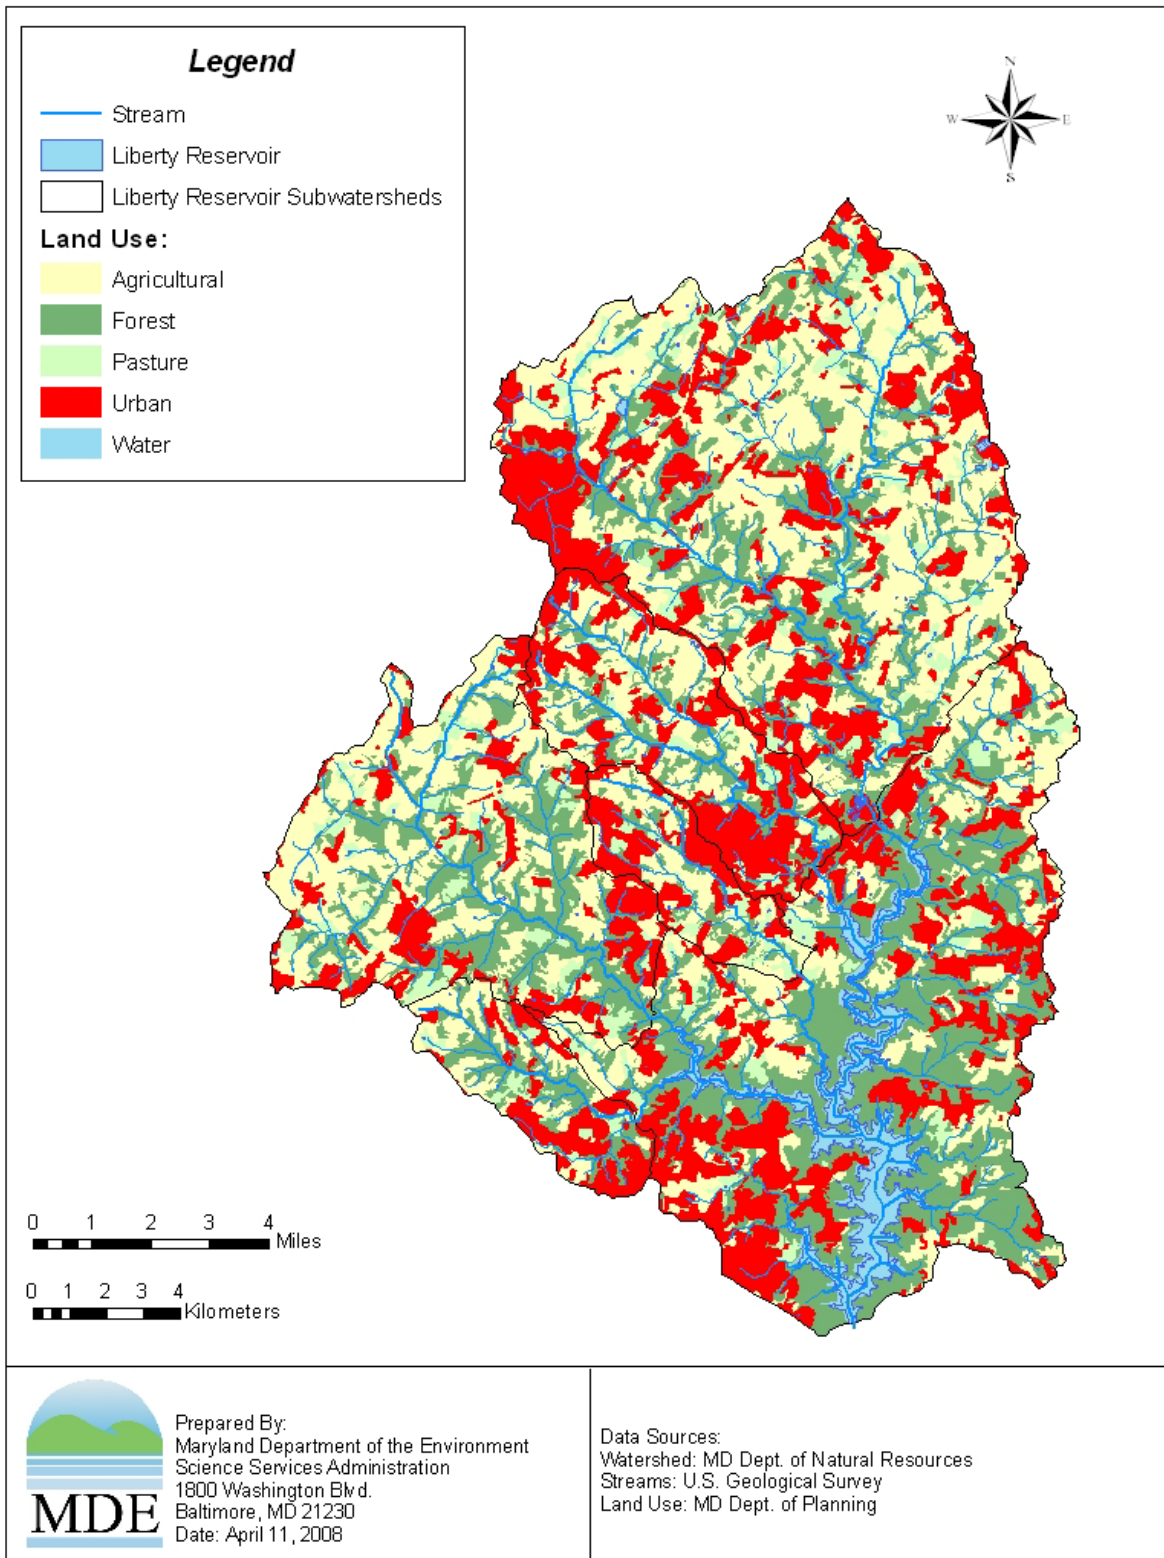 Legend
Stream
Liberty Reservoir
Liberty Reservoir Subwatersheds
Land Use:
Agricultural
Forest
Pasture
Urban
Water
N
W E
S
0 1 2 3 4
Miles
0 1 2 3 4
Kilometers
MDE
Prepared By:
Maryland Department of the Environment
Science Services Administration
1800 Washington Blvd.
Baltimore, MD 21230
Date: April 11, 2008
Data Sources:
Watershed: MD Dept. of Natural Resources
Streams: U.S. Geological Survey
Land Use: MD Dept. of Planning